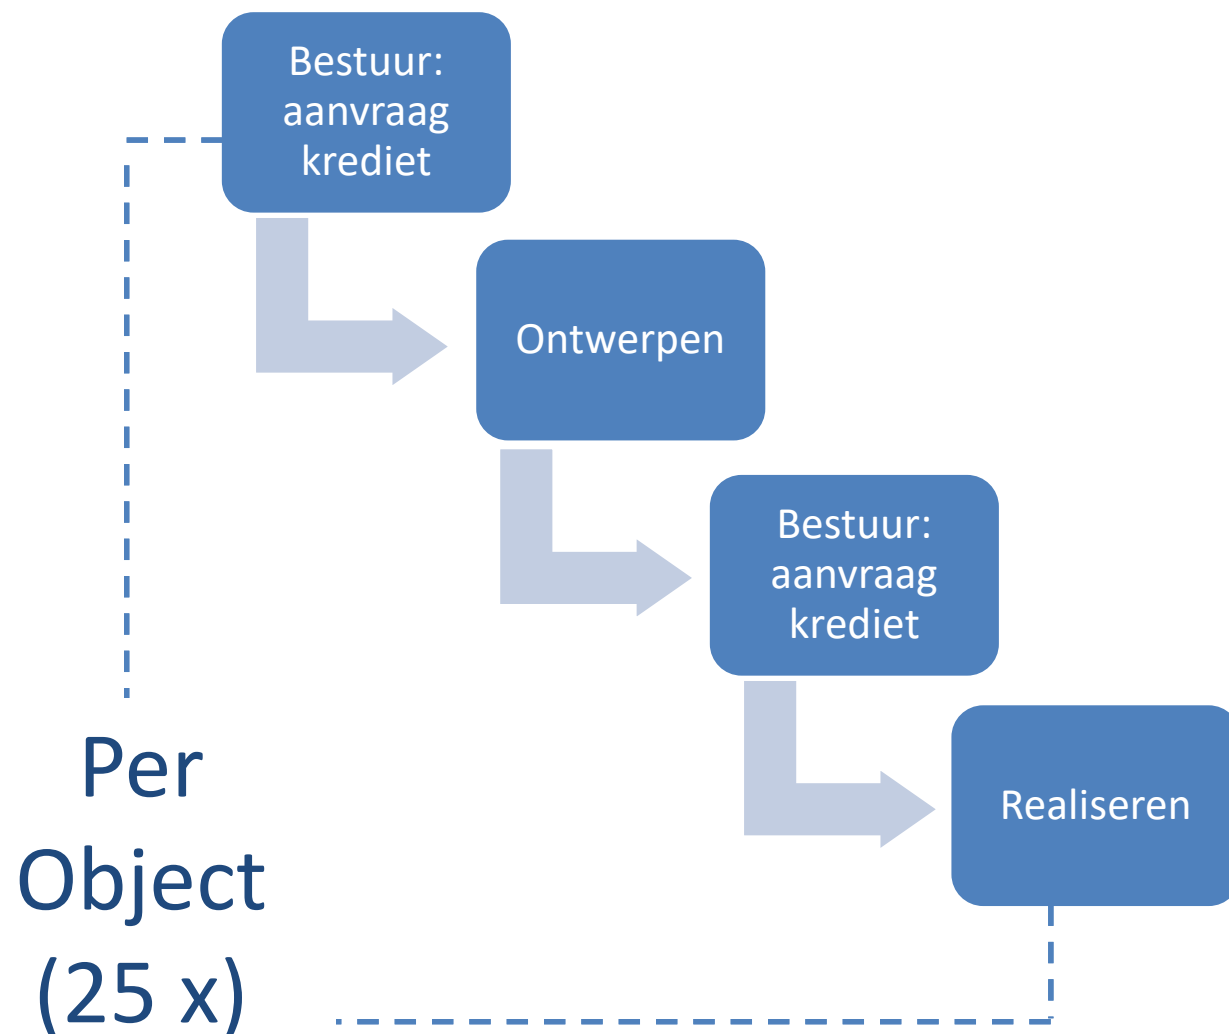 Bestuur:
aanvraag
krediet
Ontwerpen
Bestuur:
aanvraag
krediet
Realiseren
Per
Object
(25 x)